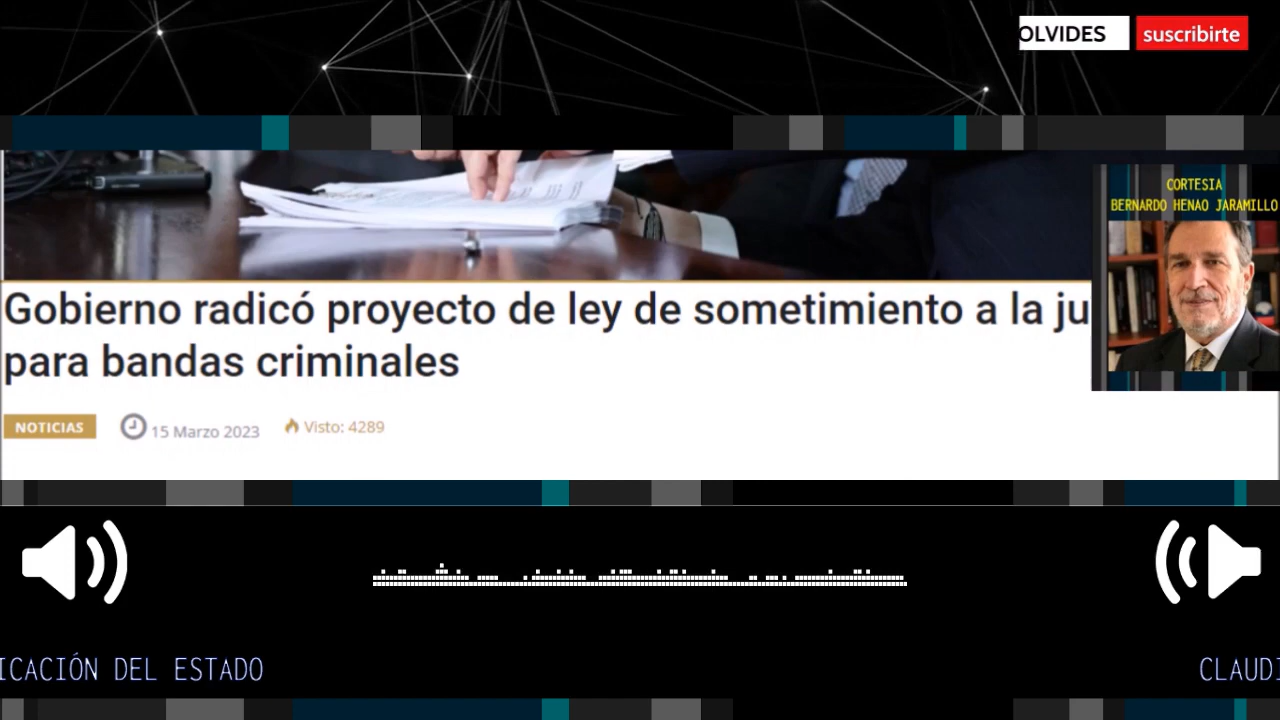 OLVIDES suscribirte
CORTESIA
BERNARDO HENAO JARAMILLO
Gobierno radicó proyecto de ley de sometimiento a la ju
para bandas criminales
NOTICIAS 15 Marzo 2023 Visto: 4289
ICACIÓN DEL ESTADO CLAUDI